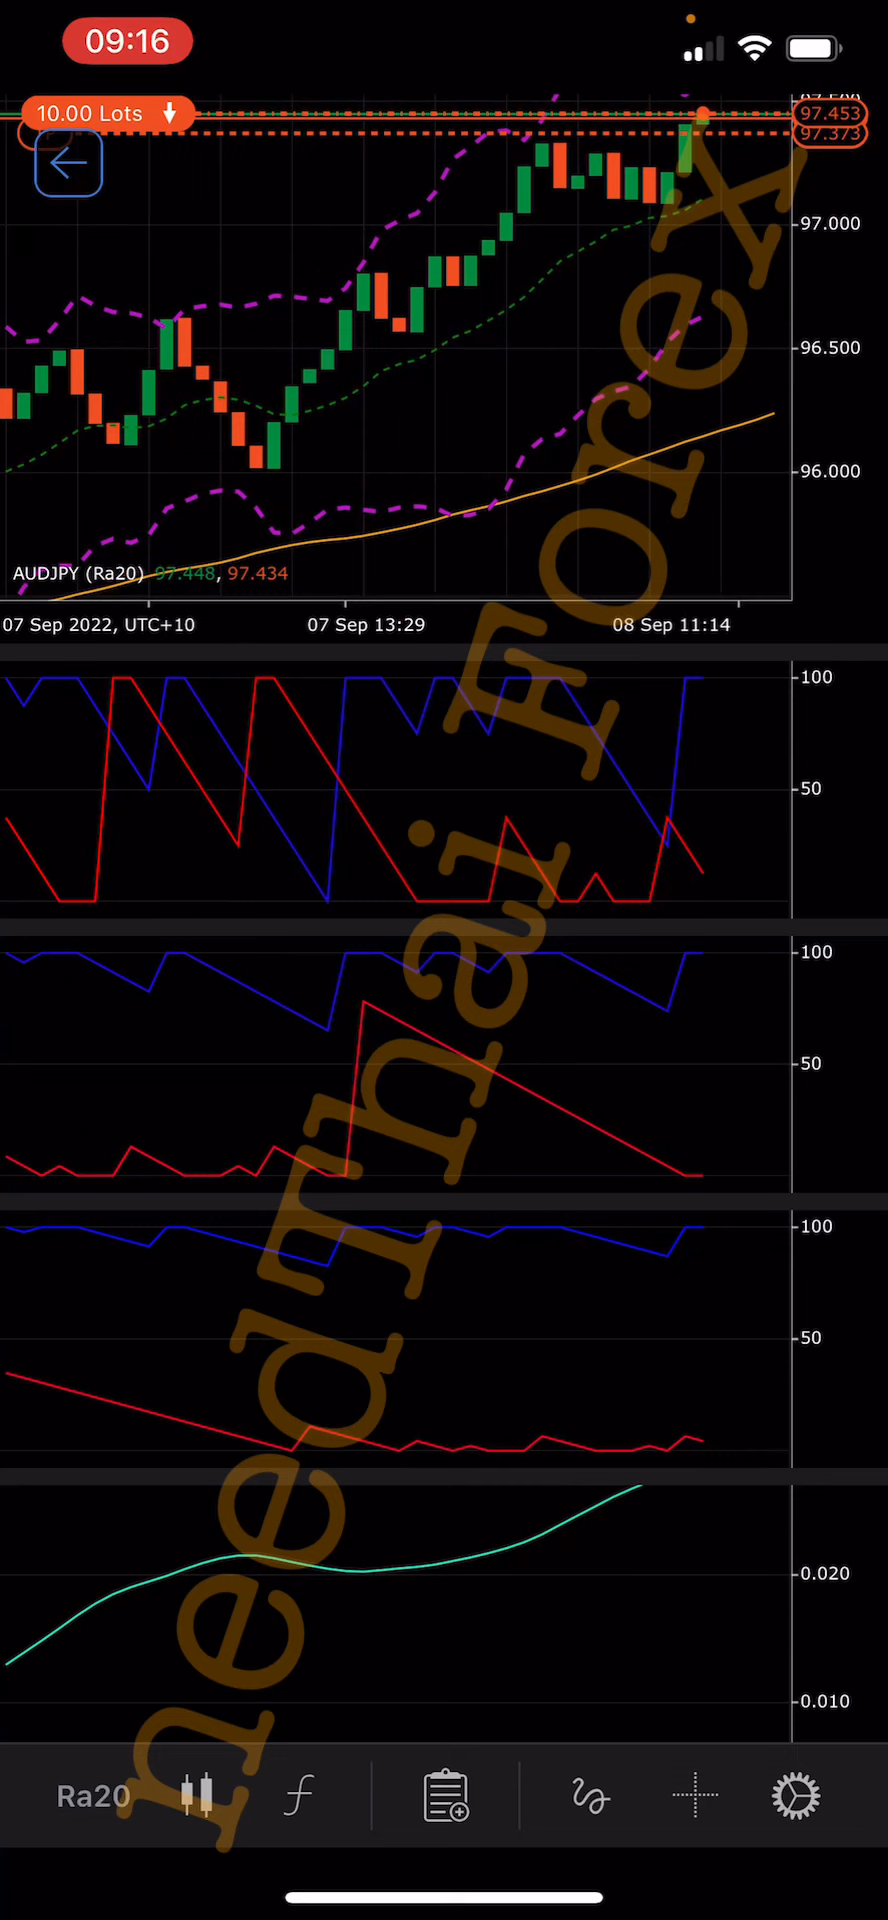 09:16
10.00 Lots
97.453
97.373
97.000
96.500
96.000
AUDJPY (Ra20) 97.448, 97.434
07 Sep 2022, UTC+10
07 Sep 13:29
08 Sep 11:14
100
50
100
50
100
50
0.020
0.010
needThai Forex
Ra20